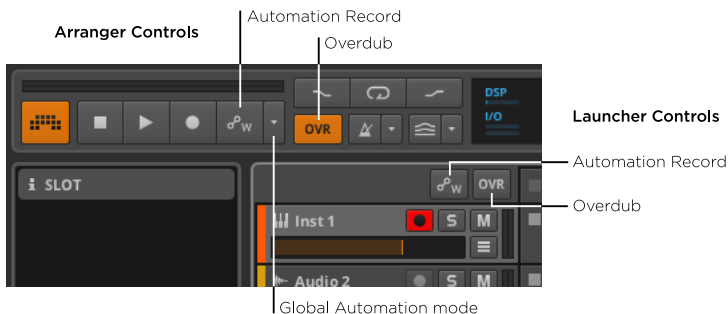 Automation Record
Arranger Controls
Overdub
DSP
I/O
W
OVR
Launcher Controls
Automation Record
W
OVR
i SLOT
Overdub
Inst 1
S
M
Audio 2
S
M
Global Automation mode